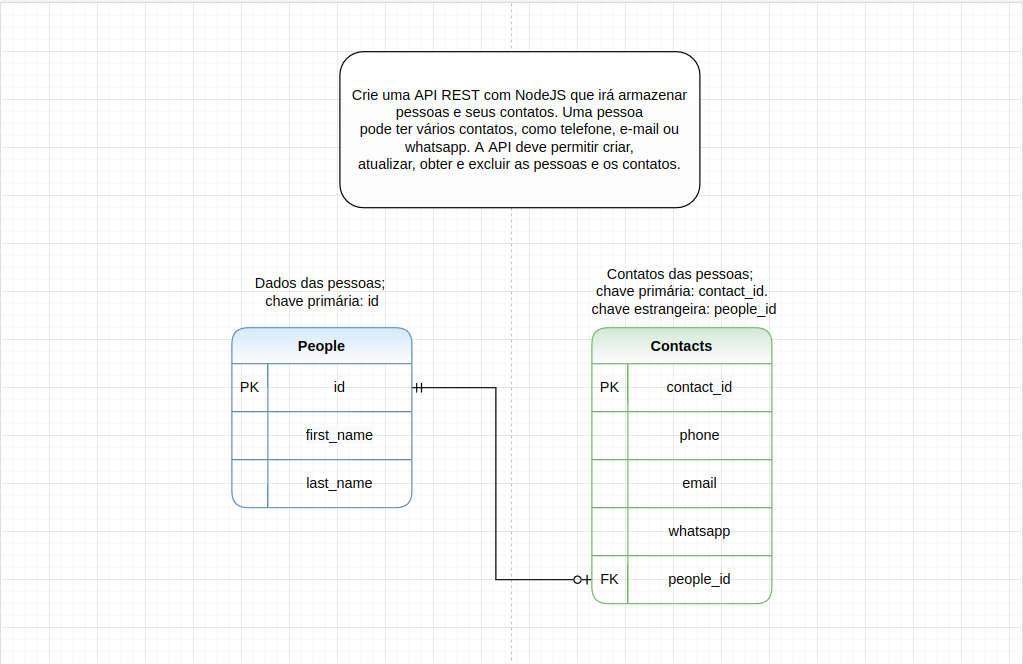 Crie uma API REST com NodeJS que irá armazenar
pessoas e seus contatos. Uma pessoa
pode ter vários contatos, como telefone, e-mail ou
whatsapp. A API deve permitir criar,
atualizar, obter e excluir as pessoas e os contatos.
Dados das pessoas;
chave primária: id
People
PK id
first_name
last_name
Contatos das pessoas;
chave primária: contact_id.
chave estrangeira: people_id
Contacts
PK contact_id
phone
email
whatsapp
FK people_id